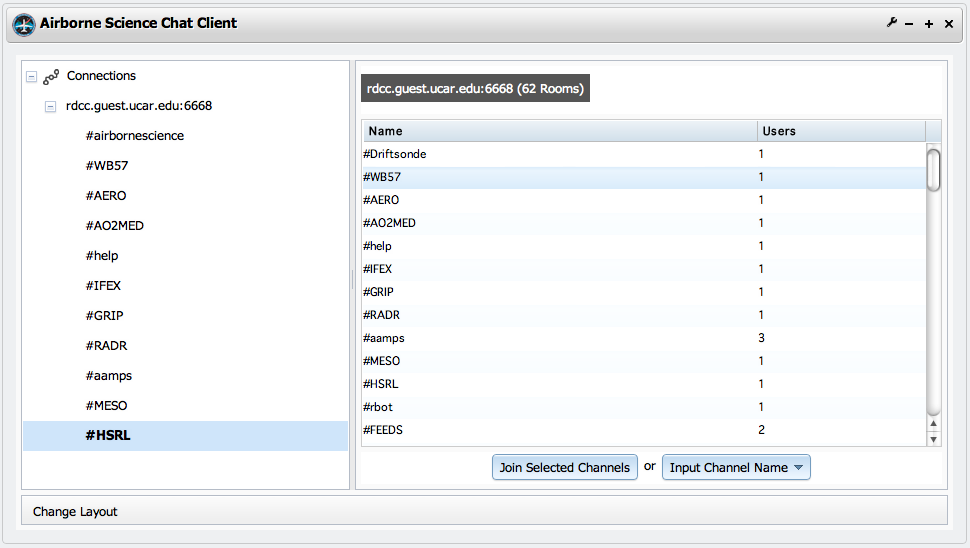 Airborne Science Chat Client
Connections
rdcc.guest.ucar.edu:6668
#airbornescience
#WB57
#AERO
#AO2MED
#help
#IFEX
#GRIP
#RADR
#aamps
#MESO
#HSRL
rdcc.guest.ucar.edu:6668 (62 Rooms)
Name Users
#Driftsonde 1
#WB57 1
#AERO 1
#AO2MED 1
#help 1
#IFEX 1
#GRIP 1
#RADR 1
#aamps 3
#MESO 1
#HSRL 1
#rbot 1
#FEEDS 2
Join Selected Channels or Input Channel Name
Change Layout